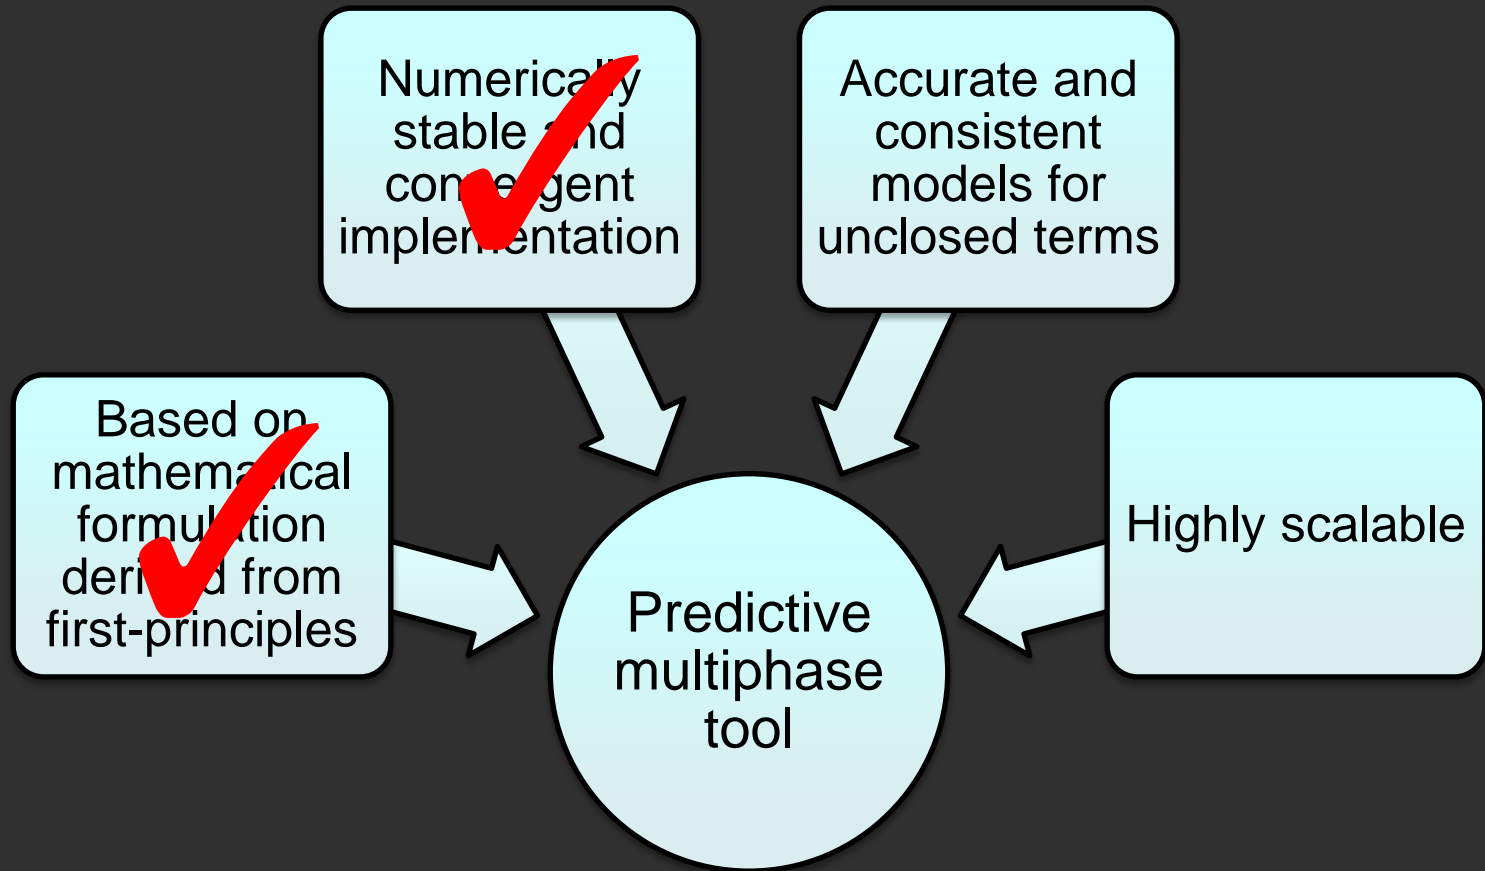 Numerically
stable and
convergent
implementation
Accurate and
consistent
models for
unclosed terms
Based on
mathematical
formulation
derived from
first-principles
Highly scalable
Predictive
multiphase
tool